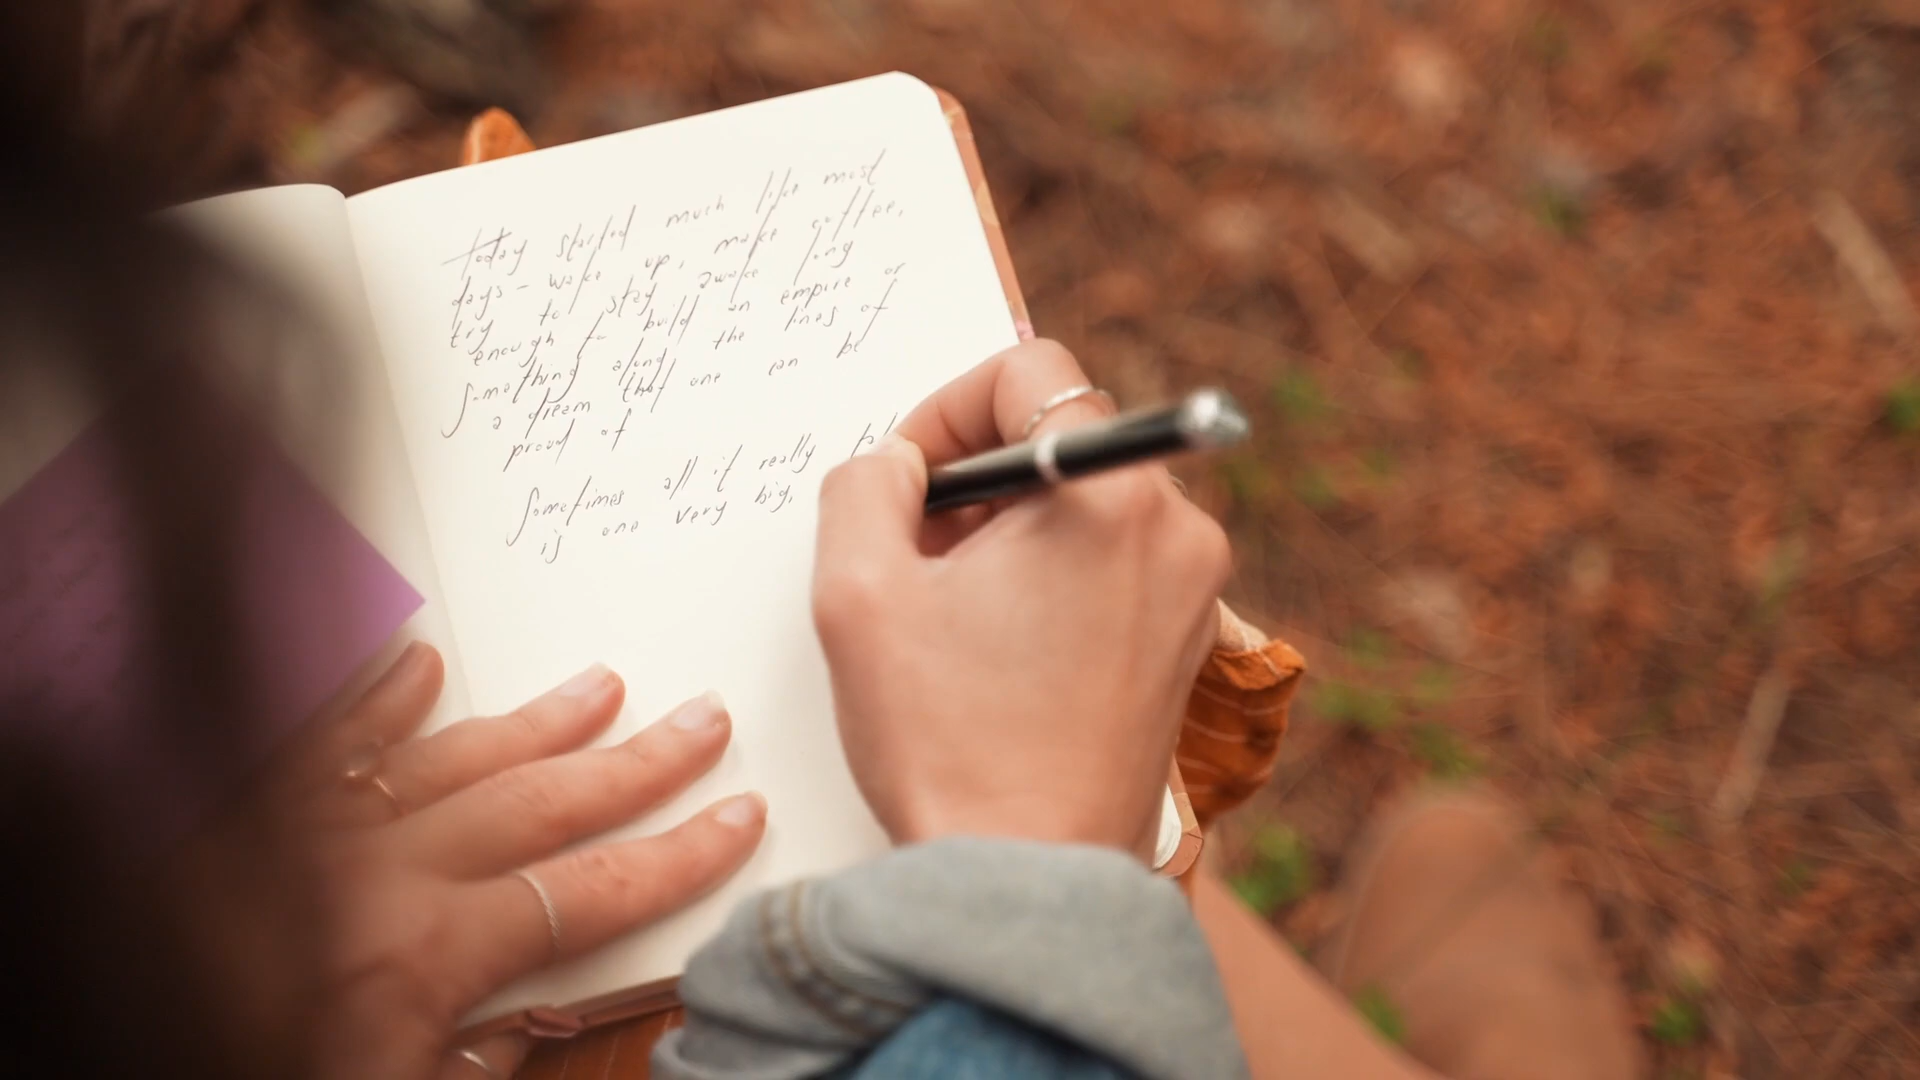 today started much like most
days - wake up, make coffee,
try to stay awake long
enough to build an empire or
something along the lines of
a dream that one can be
proud of
Sometimes all it really
is one very big,